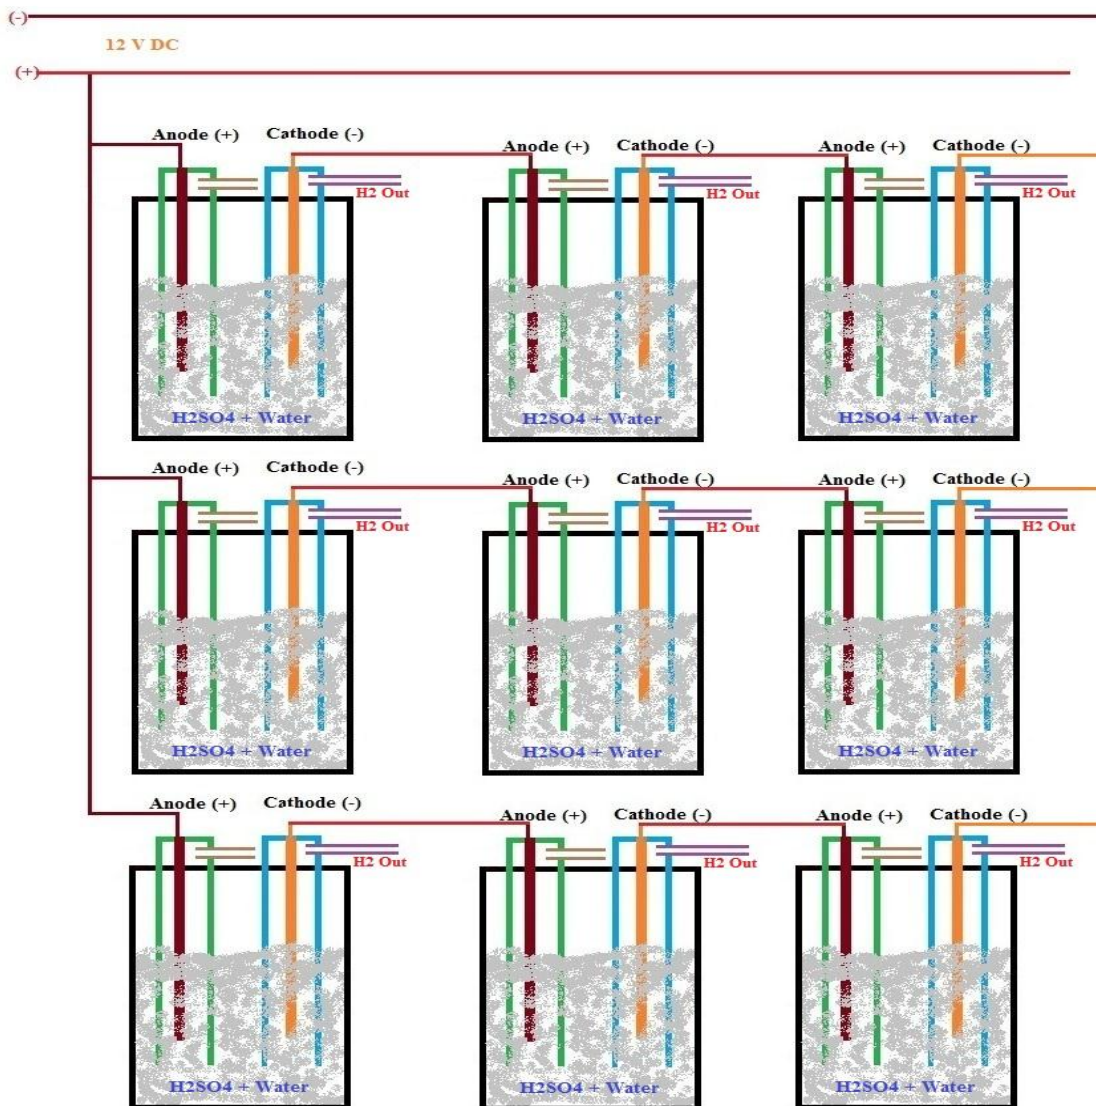 (-)
12 V DC
(+)
Anode (+) Cathode (-) Anode (+) Cathode (-) Anode (+) Cathode (-)
H2 Out H2 Out H2 Out
H2SO4 + Water H2SO4 + Water H2SO4 + Water
Anode (+) Cathode (-) Anode (+) Cathode (-) Anode (+) Cathode (-)
H2 Out H2 Out H2 Out
H2SO4 + Water H2SO4 + Water H2SO4 + Water
Anode (+) Cathode (-) Anode (+) Cathode (-) Anode (+) Cathode (-)
H2 Out H2 Out H2 Out
H2SO4 + Water H2SO4 + Water H2SO4 + Water